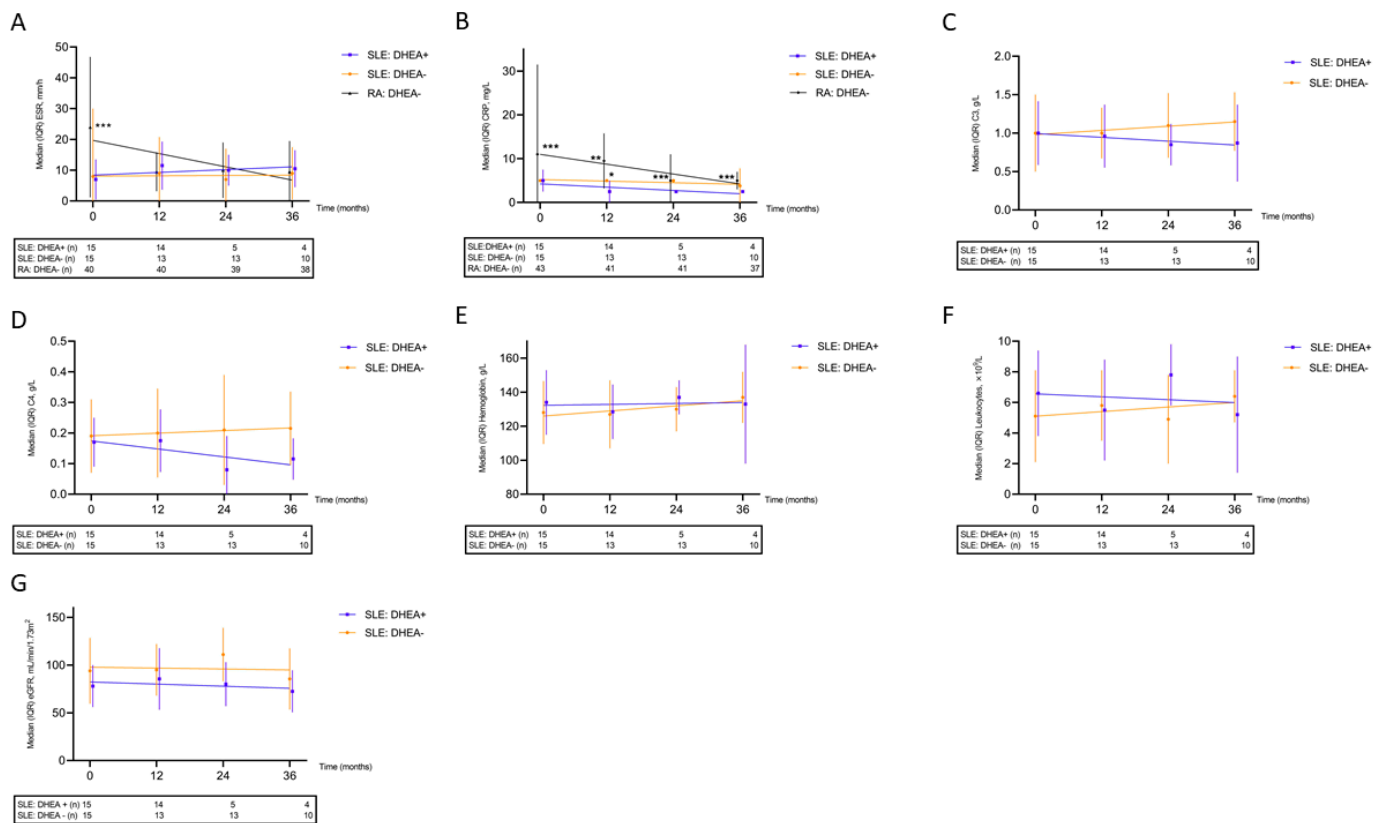 A
Median (IQR) ESR, mm/h
50
40
30
20
10
0
***
0 12 24 36
Time (months)
SLE: DHEA+
SLE: DHEA-
RA: DHEA-
SLE: DHEA+ (n) 15 14 5 4
SLE: DHEA- (n) 15 13 13 10
RA: DHEA- (n) 40 40 39 38
B
Median (IQR) CRP, mg/L
30
20
10
0
***
**
*
***
***
0 12 24 36
Time (months)
SLE: DHEA+
SLE: DHEA-
RA: DHEA-
SLE:DHEA+ (n) 15 14 5 4
SLE: DHEA- (n) 15 13 13 10
RA: DHEA- (n) 43 41 41 37
C
Median (IQR) C3, g/L
2.0
1.5
1.0
0.5
0.0
0 12 24 36
Time (months)
SLE: DHEA+
SLE: DHEA-
SLE: DHEA+ (n) 15 14 5 4
SLE: DHEA- (n) 15 13 13 10
D
Median (IQR) C4, g/L
0.5
0.4
0.3
0.2
0.1
0.0
0 12 24 36
Time (months)
SLE: DHEA+
SLE: DHEA-
SLE: DHEA+ (n) 15 14 5 4
SLE: DHEA- (n) 15 13 13 10
E
Median (IQR) Hemoglobin, g/L
160
140
120
100
80
0 12 24 36
Time (months)
SLE: DHEA+
SLE: DHEA-
SLE: DHEA+ (n) 15 14 5 4
SLE: DHEA- (n) 15 13 13 10
F
Median (IQR) Leukocytes, ×10⁹/L
10
8
6
4
2
0
0 12 24 36
Time (months)
SLE: DHEA+
SLE: DHEA-
SLE: DHEA+ (n) 15 14 5 4
SLE: DHEA- (n) 15 13 13 10
G
Median (IQR) eGFR, mL/min/1.73m²
150
100
50
0
0 12 24 36
Time (months)
SLE: DHEA+
SLE: DHEA-
SLE: DHEA + (n) 15 14 5 4
SLE: DHEA - (n) 15 13 13 10